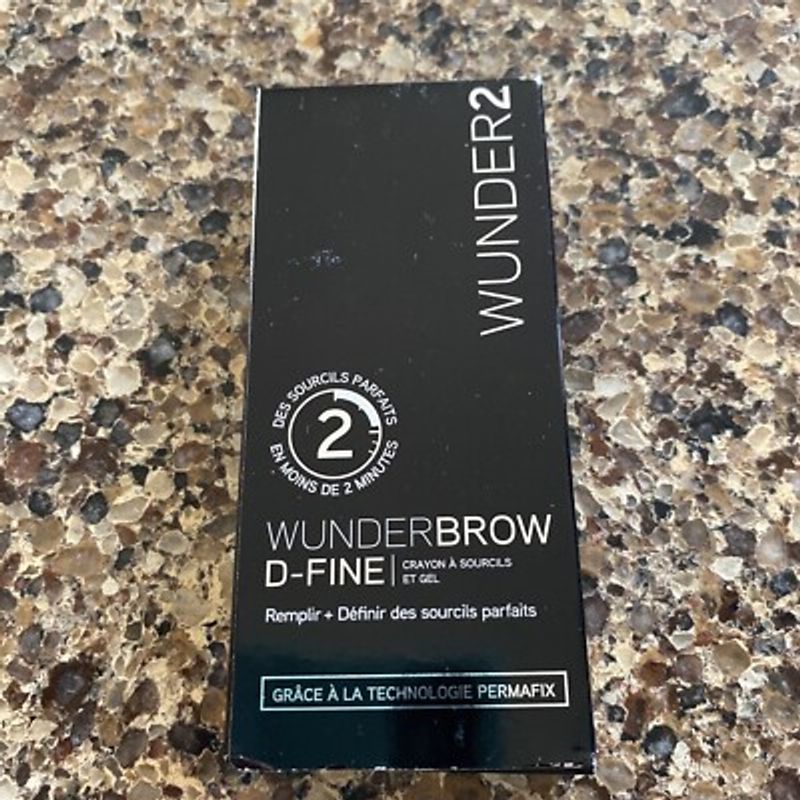 WUNDER2
DES SOURCILS PARFAITS
2
EN MOINS DE 2 MINUTES
WUNDERBROW
D-FINE | CRAYON À SOURCILS
ET GEL
Remplir + Définir des sourcils parfaits
GRÂCE À LA TECHNOLOGIE PERMAFIX